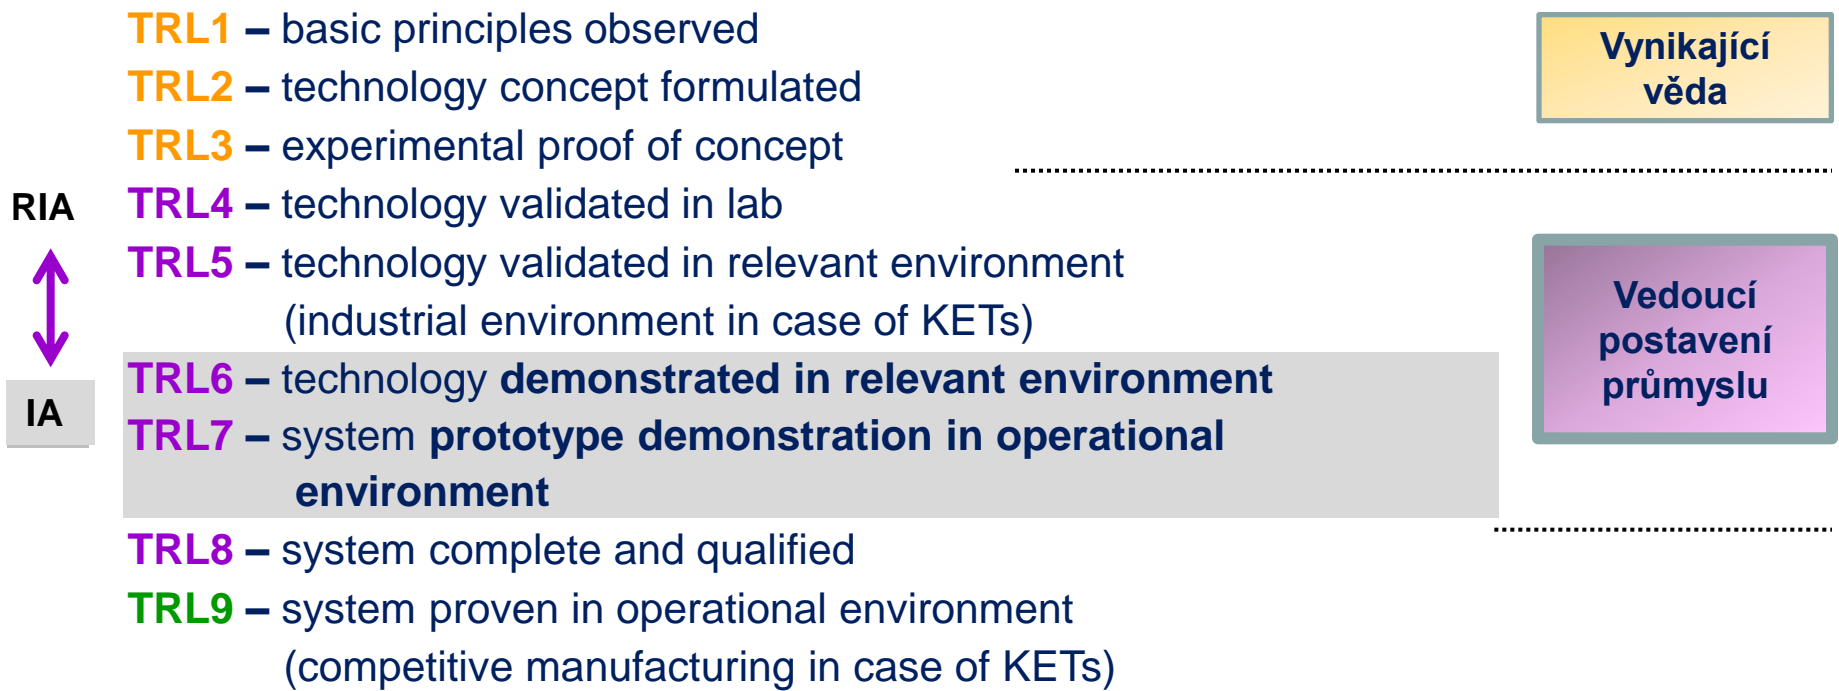 TRL1 – basic principles observed
TRL2 – technology concept formulated
TRL3 – experimental proof of concept
TRL4 – technology validated in lab
TRL5 – technology validated in relevant environment
(industrial environment in case of KETs)
TRL6 – technology demonstrated in relevant environment
TRL7 – system prototype demonstration in operational
environment
TRL8 – system complete and qualified
TRL9 – system proven in operational environment
(competitive manufacturing in case of KETs)
RIA
IA
Vynikající
věda
Vedoucí
postavení
průmyslu